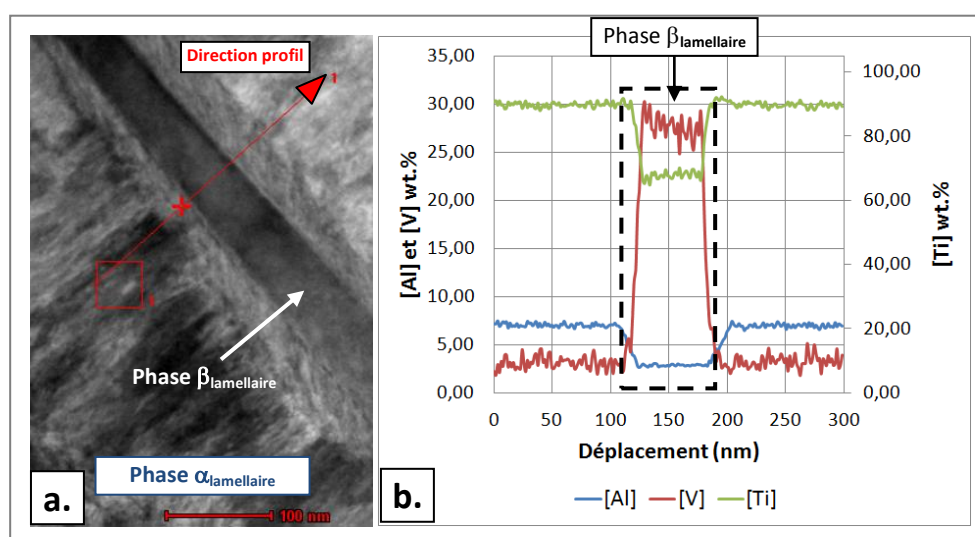 Direction profil
1
1
Phase βlamellaire
Phase αlamellaire
a.
100 nm
Phase βlamellaire
35,00
30,00
25,00
20,00
15,00
10,00
5,00
0,00
[Al] et [V] wt.%
100,00
80,00
60,00
40,00
20,00
0,00
[Ti] wt.%
0 50 100 150 200 250 300
Déplacement (nm)
b.
[Al] [V] [Ti]